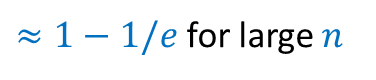 ≈ 1 − 1/e for large n